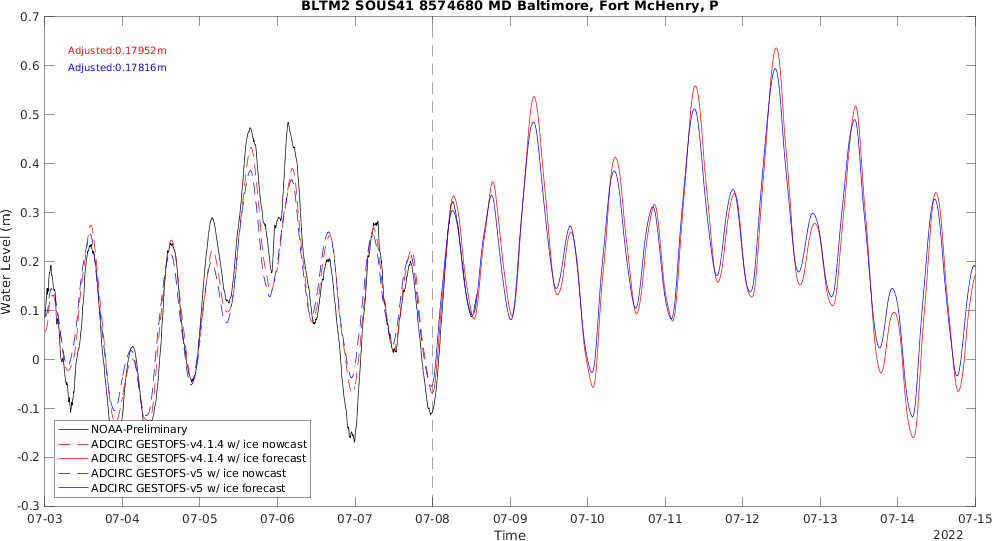 BLTM2 SOUS41 8574680 MD Baltimore, Fort McHenry, P
0.7
0.6
0.5
0.4
0.3
0.2
0.1
0
-0.1
-0.2
-0.3
Water Level (m)
Adjusted:0.17952m
Adjusted:0.17816m
NOAA-Preliminary
ADCIRC GESTOFS-v4.1.4 w/ ice nowcast
ADCIRC GESTOFS-v4.1.4 w/ ice forecast
ADCIRC GESTOFS-v5 w/ ice nowcast
ADCIRC GESTOFS-v5 w/ ice forecast
07-03 07-04 07-05 07-06 07-07 07-08 07-09 07-10 07-11 07-12 07-13 07-14 07-15
Time
2022